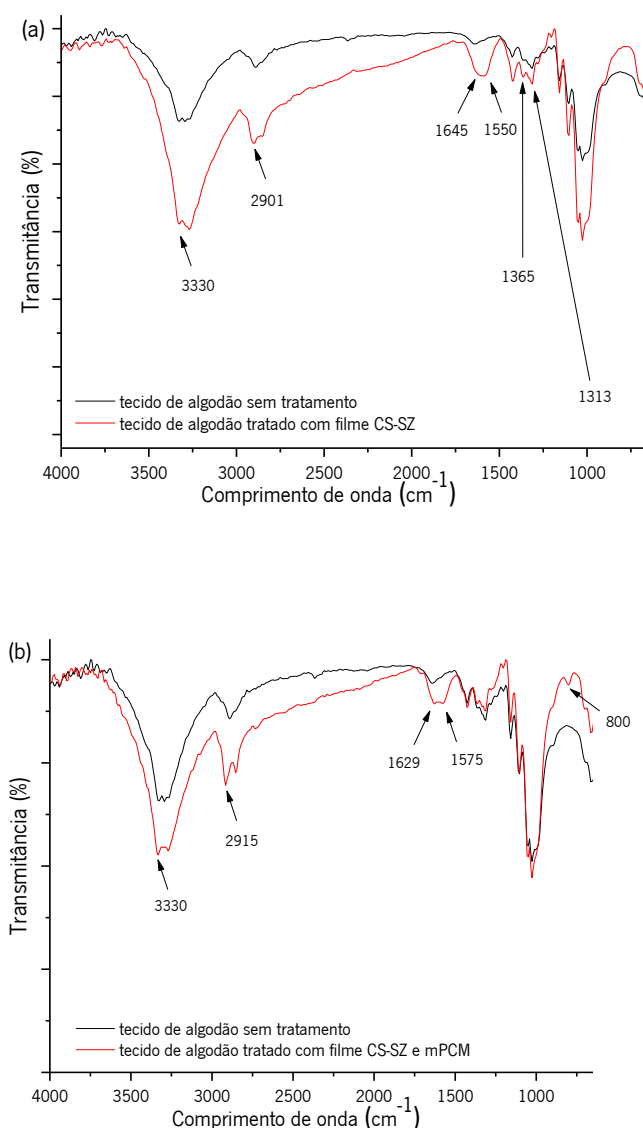 (a)
Transmitância (%)
1645
1550
2901
3330
1365
1313
tecido de algodão sem tratamento
tecido de algodão tratado com filme CS-SZ
4000 3500 3000 2500 2000 1500 1000
Comprimento de onda (cm-1)
(b)
Transmitância (%)
800
1629
1575
2915
3330
tecido de algodão sem tratamento
tecido de algodão tratado com filme CS-SZ e mPCM
4000 3500 3000 2500 2000 1500 1000
Comprimento de onda (cm-1)